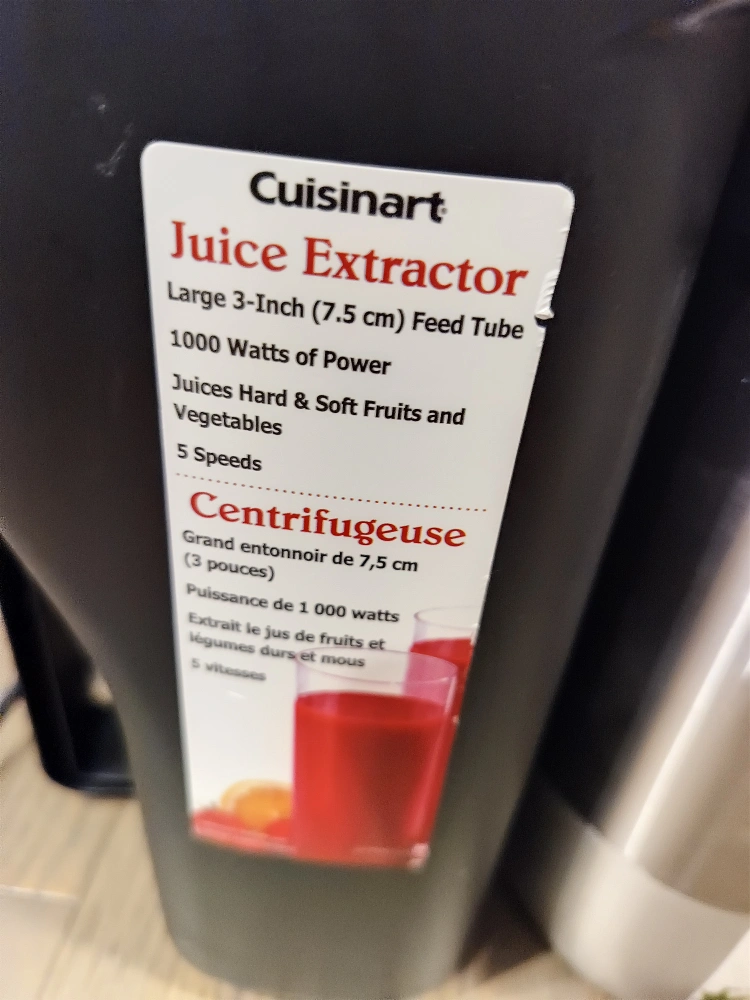 Cuisinart
Juice Extractor
Large 3-Inch (7.5 cm) Feed Tube
1000 Watts of Power
Juices Hard & Soft Fruits and
Vegetables
5 Speeds
Centrifugeuse
Grand entonnoir de 7,5 cm
(3 pouces)
Puissance de 1 000 watts
Extrait le jus de fruits et
légumes durs et mous
5 vitesses